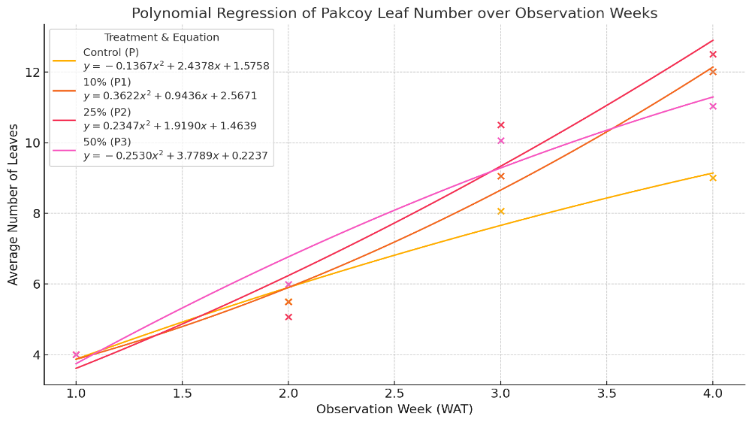 Polynomial Regression of Pakcoy Leaf Number over Observation Weeks
Treatment & Equation
Control (P)
y = −0.1367x² + 2.4378x + 1.5758
10% (P1)
y = 0.3622x² + 0.9436x + 2.5671
25% (P2)
y = 0.2347x² + 1.9190x + 1.4639
50% (P3)
y = −0.2530x² + 3.7789x + 0.2237
Average Number of Leaves
12
10
8
6
4
1.0 1.5 2.0 2.5 3.0 3.5 4.0
Observation Week (WAT)